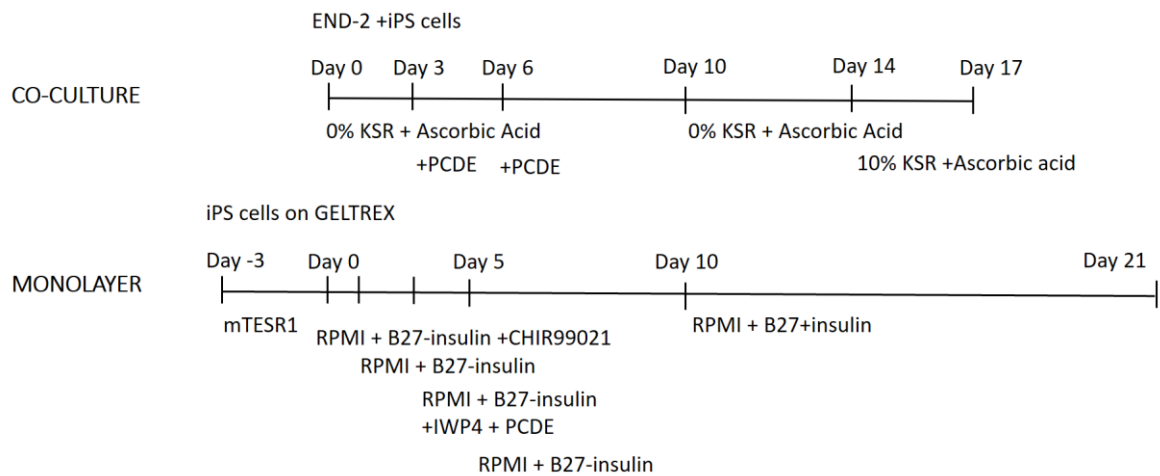 END-2 +iPS cells
Day 0 Day 3 Day 6 Day 10 Day 14 Day 17
CO-CULTURE
0% KSR + Ascorbic Acid 0% KSR + Ascorbic Acid
+PCDE +PCDE 10% KSR +Ascorbic acid
iPS cells on GELTREX
Day -3 Day 0 Day 5 Day 10 Day 21
MONOLAYER
mTESR1 RPMI + B27-insulin +CHIR99021 RPMI + B27+insulin
RPMI + B27-insulin
RPMI + B27-insulin
+IWP4 + PCDE
RPMI + B27-insulin